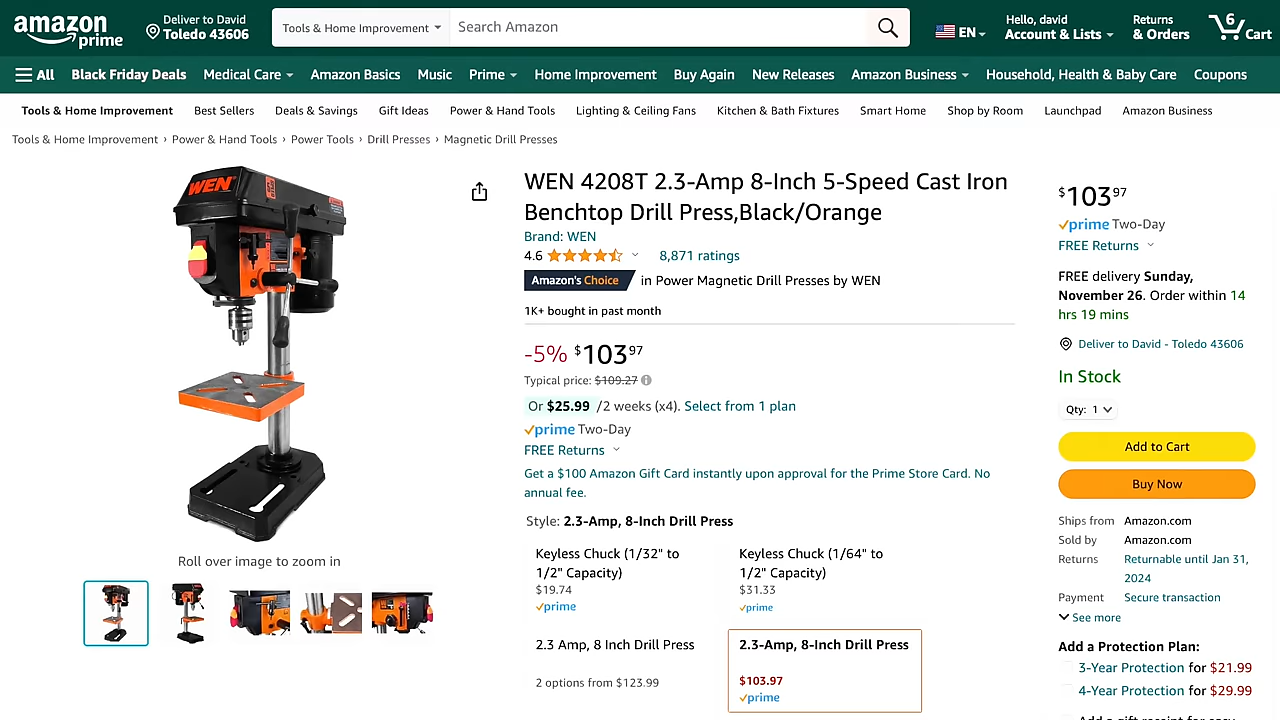 amazon
prime
Deliver to David
Toledo 43606
Tools & Home Improvement
Search Amazon
EN
Hello, david
Account & Lists
Returns
& Orders
6
Cart
All
Black Friday Deals
Medical Care
Amazon Basics
Music
Prime
Home Improvement
Buy Again
New Releases
Amazon Business
Household, Health & Baby Care
Coupons
Tools & Home Improvement
Best Sellers
Deals & Savings
Gift Ideas
Power & Hand Tools
Lighting & Ceiling Fans
Kitchen & Bath Fixtures
Smart Home
Shop by Room
Launchpad
Amazon Business
Tools & Home Improvement › Power & Hand Tools › Power Tools › Drill Presses › Magnetic Drill Presses
WEN
Roll over image to zoom in
WEN 4208T 2.3-Amp 8-Inch 5-Speed Cast Iron
Benchtop Drill Press,Black/Orange
Brand: WEN
4.6
8,871 ratings
Amazon's Choice in Power Magnetic Drill Presses by WEN
1K+ bought in past month
-5% $103 97
Typical price: $109.27
Or $25.99 /2 weeks (x4). Select from 1 plan
prime Two-Day
FREE Returns
Get a $100 Amazon Gift Card instantly upon approval for the Prime Store Card. No
annual fee.
Style: 2.3-Amp, 8-Inch Drill Press
Keyless Chuck (1/32" to
1/2" Capacity)
$19.74
prime
Keyless Chuck (1/64" to
1/2" Capacity)
$31.33
prime
2.3 Amp, 8 Inch Drill Press
2 options from $123.99
2.3-Amp, 8-Inch Drill Press
$103.97
prime
$103 97
prime Two-Day
FREE Returns
FREE delivery Sunday,
November 26. Order within 14
hrs 19 mins
Deliver to David - Toledo 43606
In Stock
Qty: 1
Add to Cart
Buy Now
Ships from Amazon.com
Sold by Amazon.com
Returns Returnable until Jan 31,
2024
Payment Secure transaction
See more
Add a Protection Plan:
3-Year Protection for $21.99
4-Year Protection for $29.99
Add a gift receipt for easy